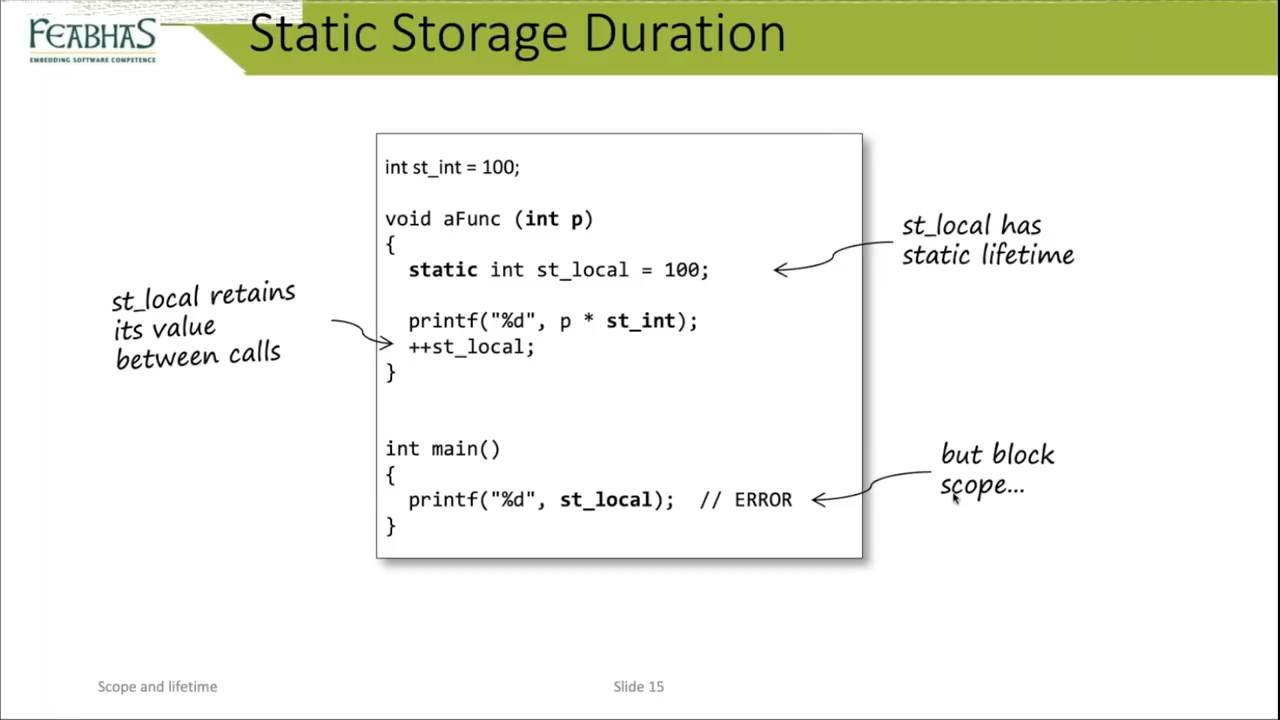 FEABHAS
EMBEDDING SOFTWARE COMPETENCE
Static Storage Duration
int st_int = 100;
void aFunc (int p)
{
static int st_local = 100;
printf("%d", p * st_int);
++st_local;
}
int main()
{
printf("%d", st_local);  // ERROR
}
st_local has
static lifetime
st_local retains
its value
between calls
but block
scope...
Scope and lifetime
Slide 15